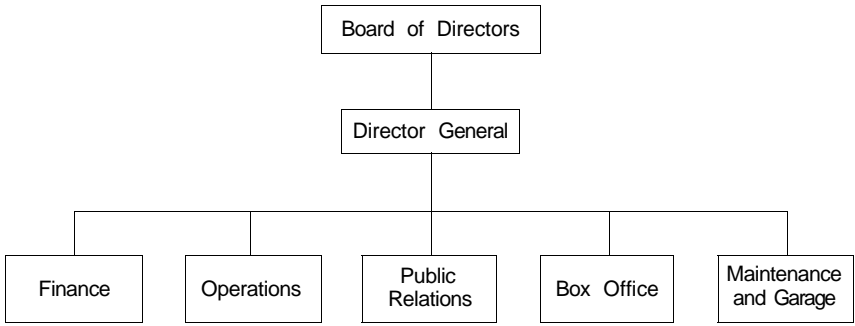 Board of Directors
Director General
Finance
Operations
Public
Relations
Box Office
Maintenance
and Garage